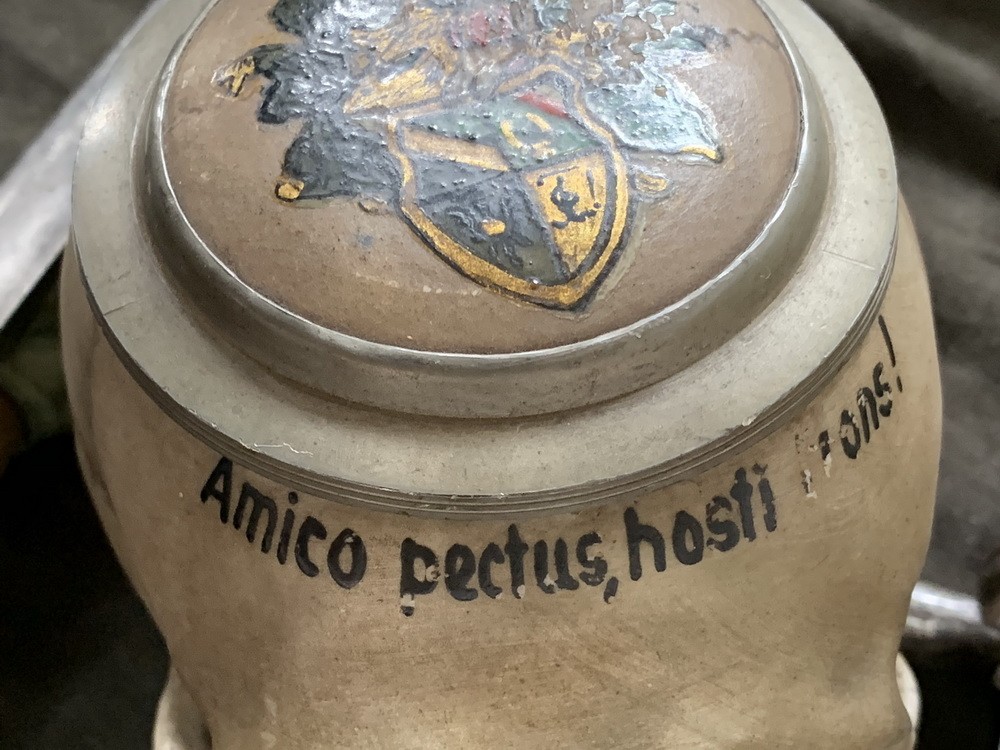 Amico pectus, hosti frons!